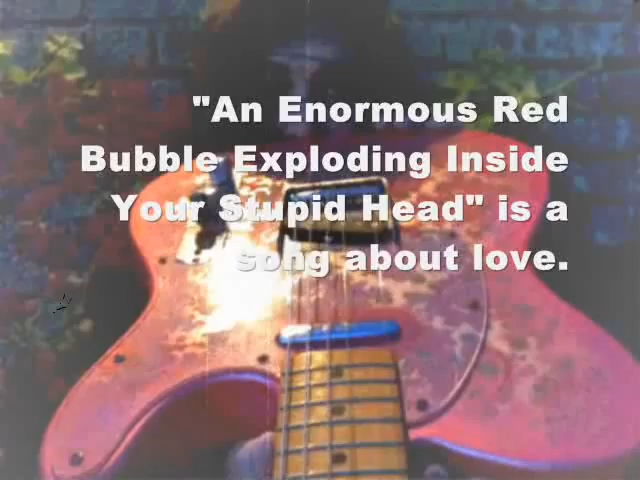 "An Enormous Red
Bubble Exploding Inside
Your Stupid Head" is a
song about love.